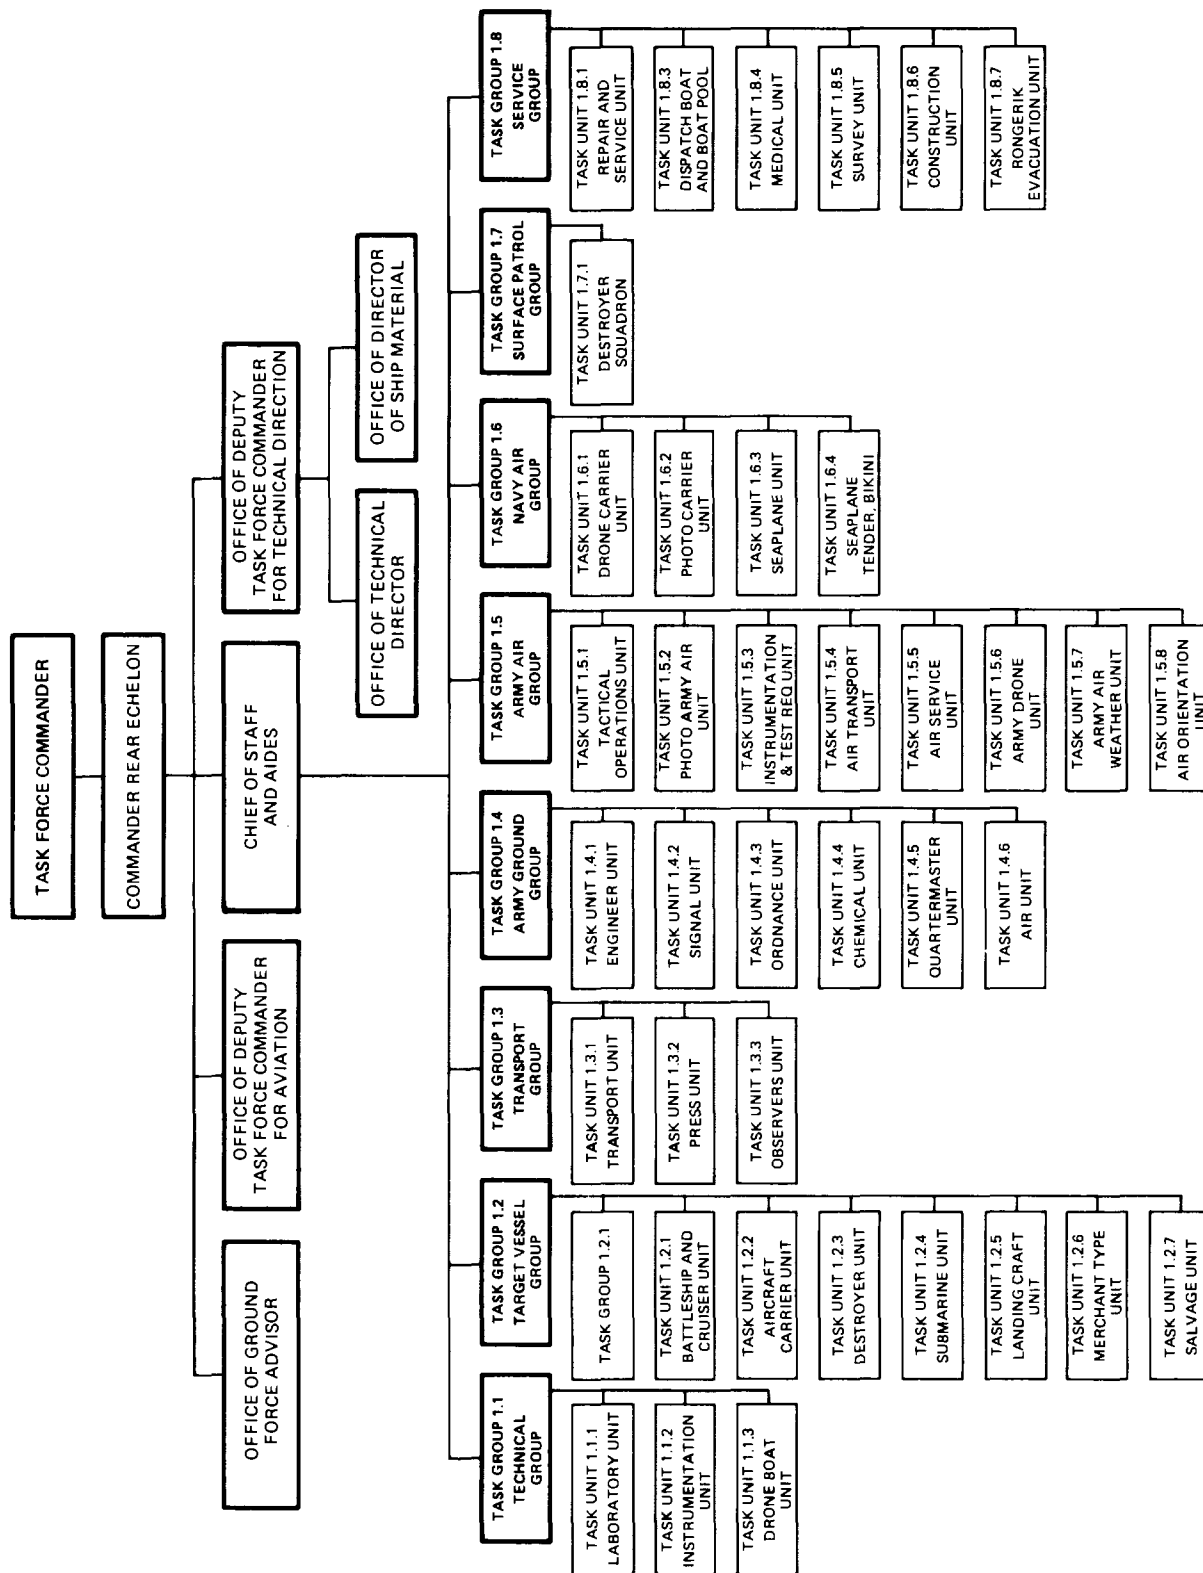 TASK FORCE COMMANDER
COMMANDER REAR ECHELON
OFFICE OF GROUND
FORCE ADVISOR
OFFICE OF DEPUTY
TASK FORCE COMMANDER
FOR AVIATION
CHIEF OF STAFF
AND AIDES
OFFICE OF DEPUTY
TASK FORCE COMMANDER
FOR TECHNICAL DIRECTION
OFFICE OF TECHNICAL
DIRECTOR
OFFICE OF DIRECTOR
OF SHIP MATERIAL
TASK GROUP 1.1
TECHNICAL
GROUP
TASK UNIT 1.1.1
LABORATORY UNIT
TASK UNIT 1.1.2
INSTRUMENTATION
UNIT
TASK UNIT 1.1.3
DRONE BOAT
UNIT
TASK GROUP 1.2
TARGET VESSEL
GROUP
TASK GROUP 1.2.1
TASK UNIT 1.2.1
BATTLESHIP AND
CRUISER UNIT
TASK UNIT 1.2.2
AIRCRAFT
CARRIER UNIT
TASK UNIT 1.2.3
DESTROYER UNIT
TASK UNIT 1.2.4
SUBMARINE UNIT
TASK UNIT 1.2.5
LANDING CRAFT
UNIT
TASK UNIT 1.2.6
MERCHANT TYPE
UNIT
TASK UNIT 1.2.7
SALVAGE UNIT
TASK GROUP 1.3
TRANSPORT
GROUP
TASK UNIT 1.3.1
TRANSPORT UNIT
TASK UNIT 1.3.2
PRESS UNIT
TASK UNIT 1.3.3
OBSERVERS UNIT
TASK GROUP 1.4
ARMY GROUND
GROUP
TASK UNIT 1.4.1
ENGINEER UNIT
TASK UNIT 1.4.2
SIGNAL UNIT
TASK UNIT 1.4.3
ORDNANCE UNIT
TASK UNIT 1.4.4
CHEMICAL UNIT
TASK UNIT 1.4.5
QUARTERMASTER
UNIT
TASK UNIT 1.4.6
AIR UNIT
TASK GROUP 1.5
ARMY AIR
GROUP
TASK UNIT 1.5.1
TACTICAL
OPERATIONS UNIT
TASK UNIT 1.5.2
PHOTO ARMY AIR
UNIT
TASK UNIT 1.5.3
INSTRUMENTATION
& TEST REQ UNIT
TASK UNIT 1.5.4
AIR TRANSPORT
UNIT
TASK UNIT 1.5.5
AIR SERVICE
UNIT
TASK UNIT 1.5.6
ARMY DRONE
UNIT
TASK UNIT 1.5.7
ARMY AIR
WEATHER UNIT
TASK UNIT 1.5.8
AIR ORIENTATION
UNIT
TASK GROUP 1.6
NAVY AIR
GROUP
TASK UNIT 1.6.1
DRONE CARRIER
UNIT
TASK UNIT 1.6.2
PHOTO CARRIER
UNIT
TASK UNIT 1.6.3
SEAPLANE UNIT
TASK UNIT 1.6.4
SEAPLANE
TENDER, BIKINI
TASK GROUP 1.7
SURFACE PATROL
GROUP
TASK UNIT 1.7.1
DESTROYER
SQUADRON
TASK GROUP 1.8
SERVICE
GROUP
TASK UNIT 1.8.1
REPAIR AND
SERVICE UNIT
TASK UNIT 1.8.3
DISPATCH BOAT
AND BOAT POOL
TASK UNIT 1.8.4
MEDICAL UNIT
TASK UNIT 1.8.5
SURVEY UNIT
TASK UNIT 1.8.6
CONSTRUCTION
UNIT
TASK UNIT 1.8.7
RONGERIK
EVACUATION UNIT